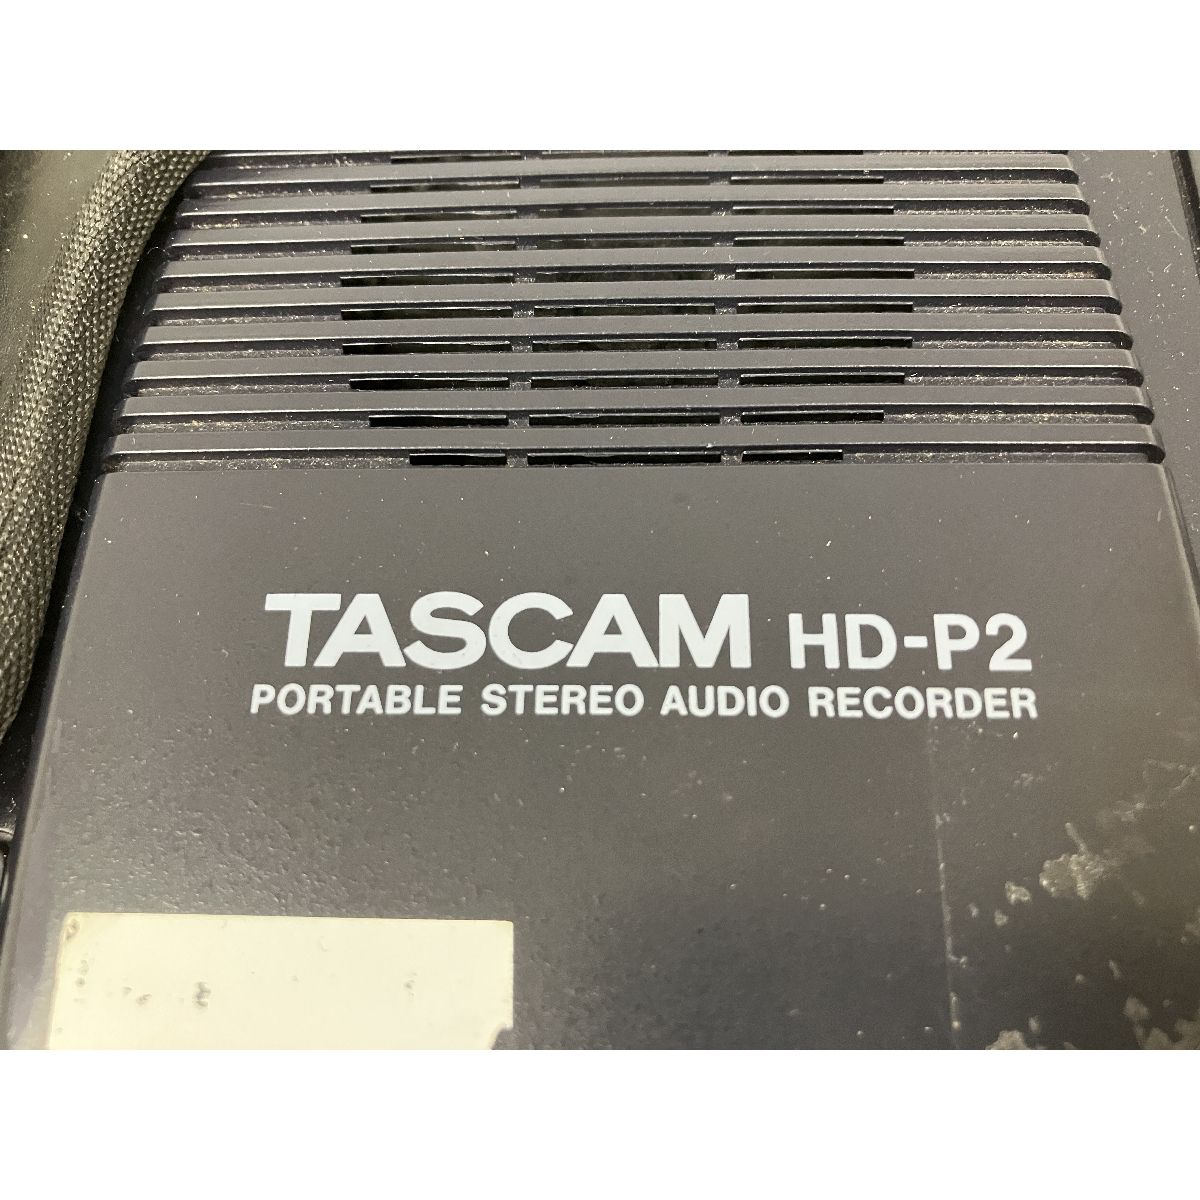 TASCAM HD-P2
PORTABLE STEREO AUDIO RECORDER